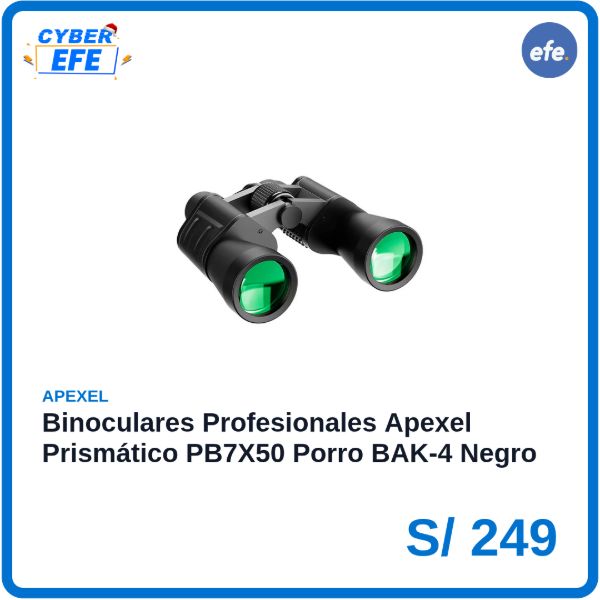 CYBER
EFE
efe.
APEXEL
Binoculares Profesionales Apexel
Prismático PB7X50 Porro BAK-4 Negro
S/ 249